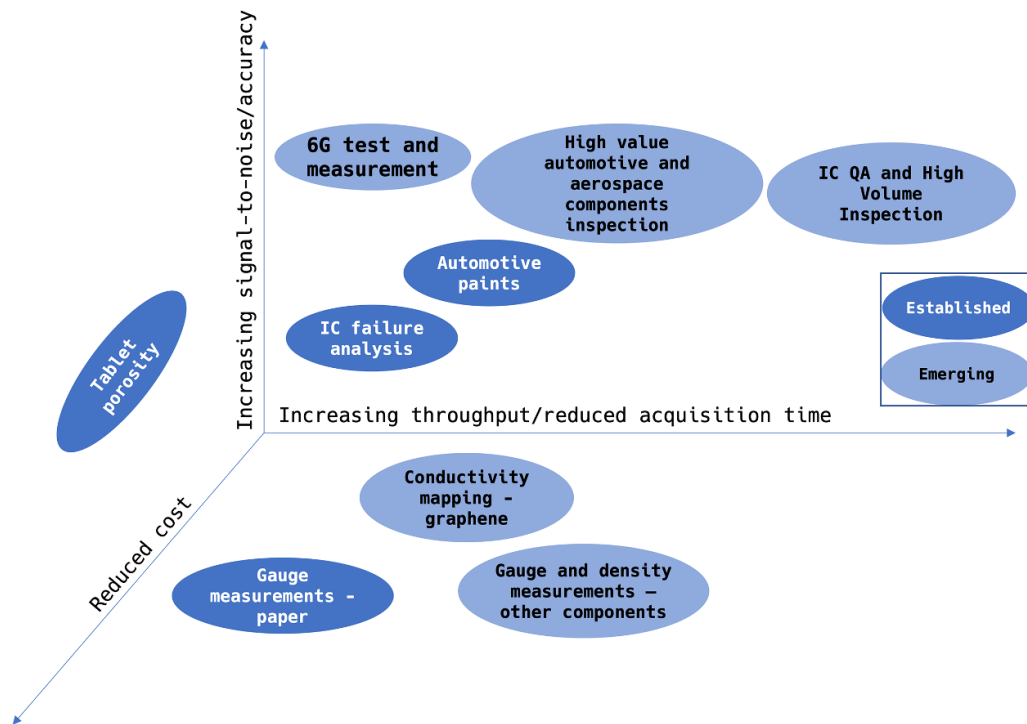 Increasing signal-to-noise/accuracy
6G test and
measurement
High value
automotive and
aerospace
components
inspection
IC QA and High
Volume
Inspection
Automotive
paints
IC failure
analysis
Tablet
porosity
Established
Emerging
Increasing throughput/reduced acquisition time
Reduced cost
Conductivity
mapping -
graphene
Gauge
measurements -
paper
Gauge and density
measurements –
other components